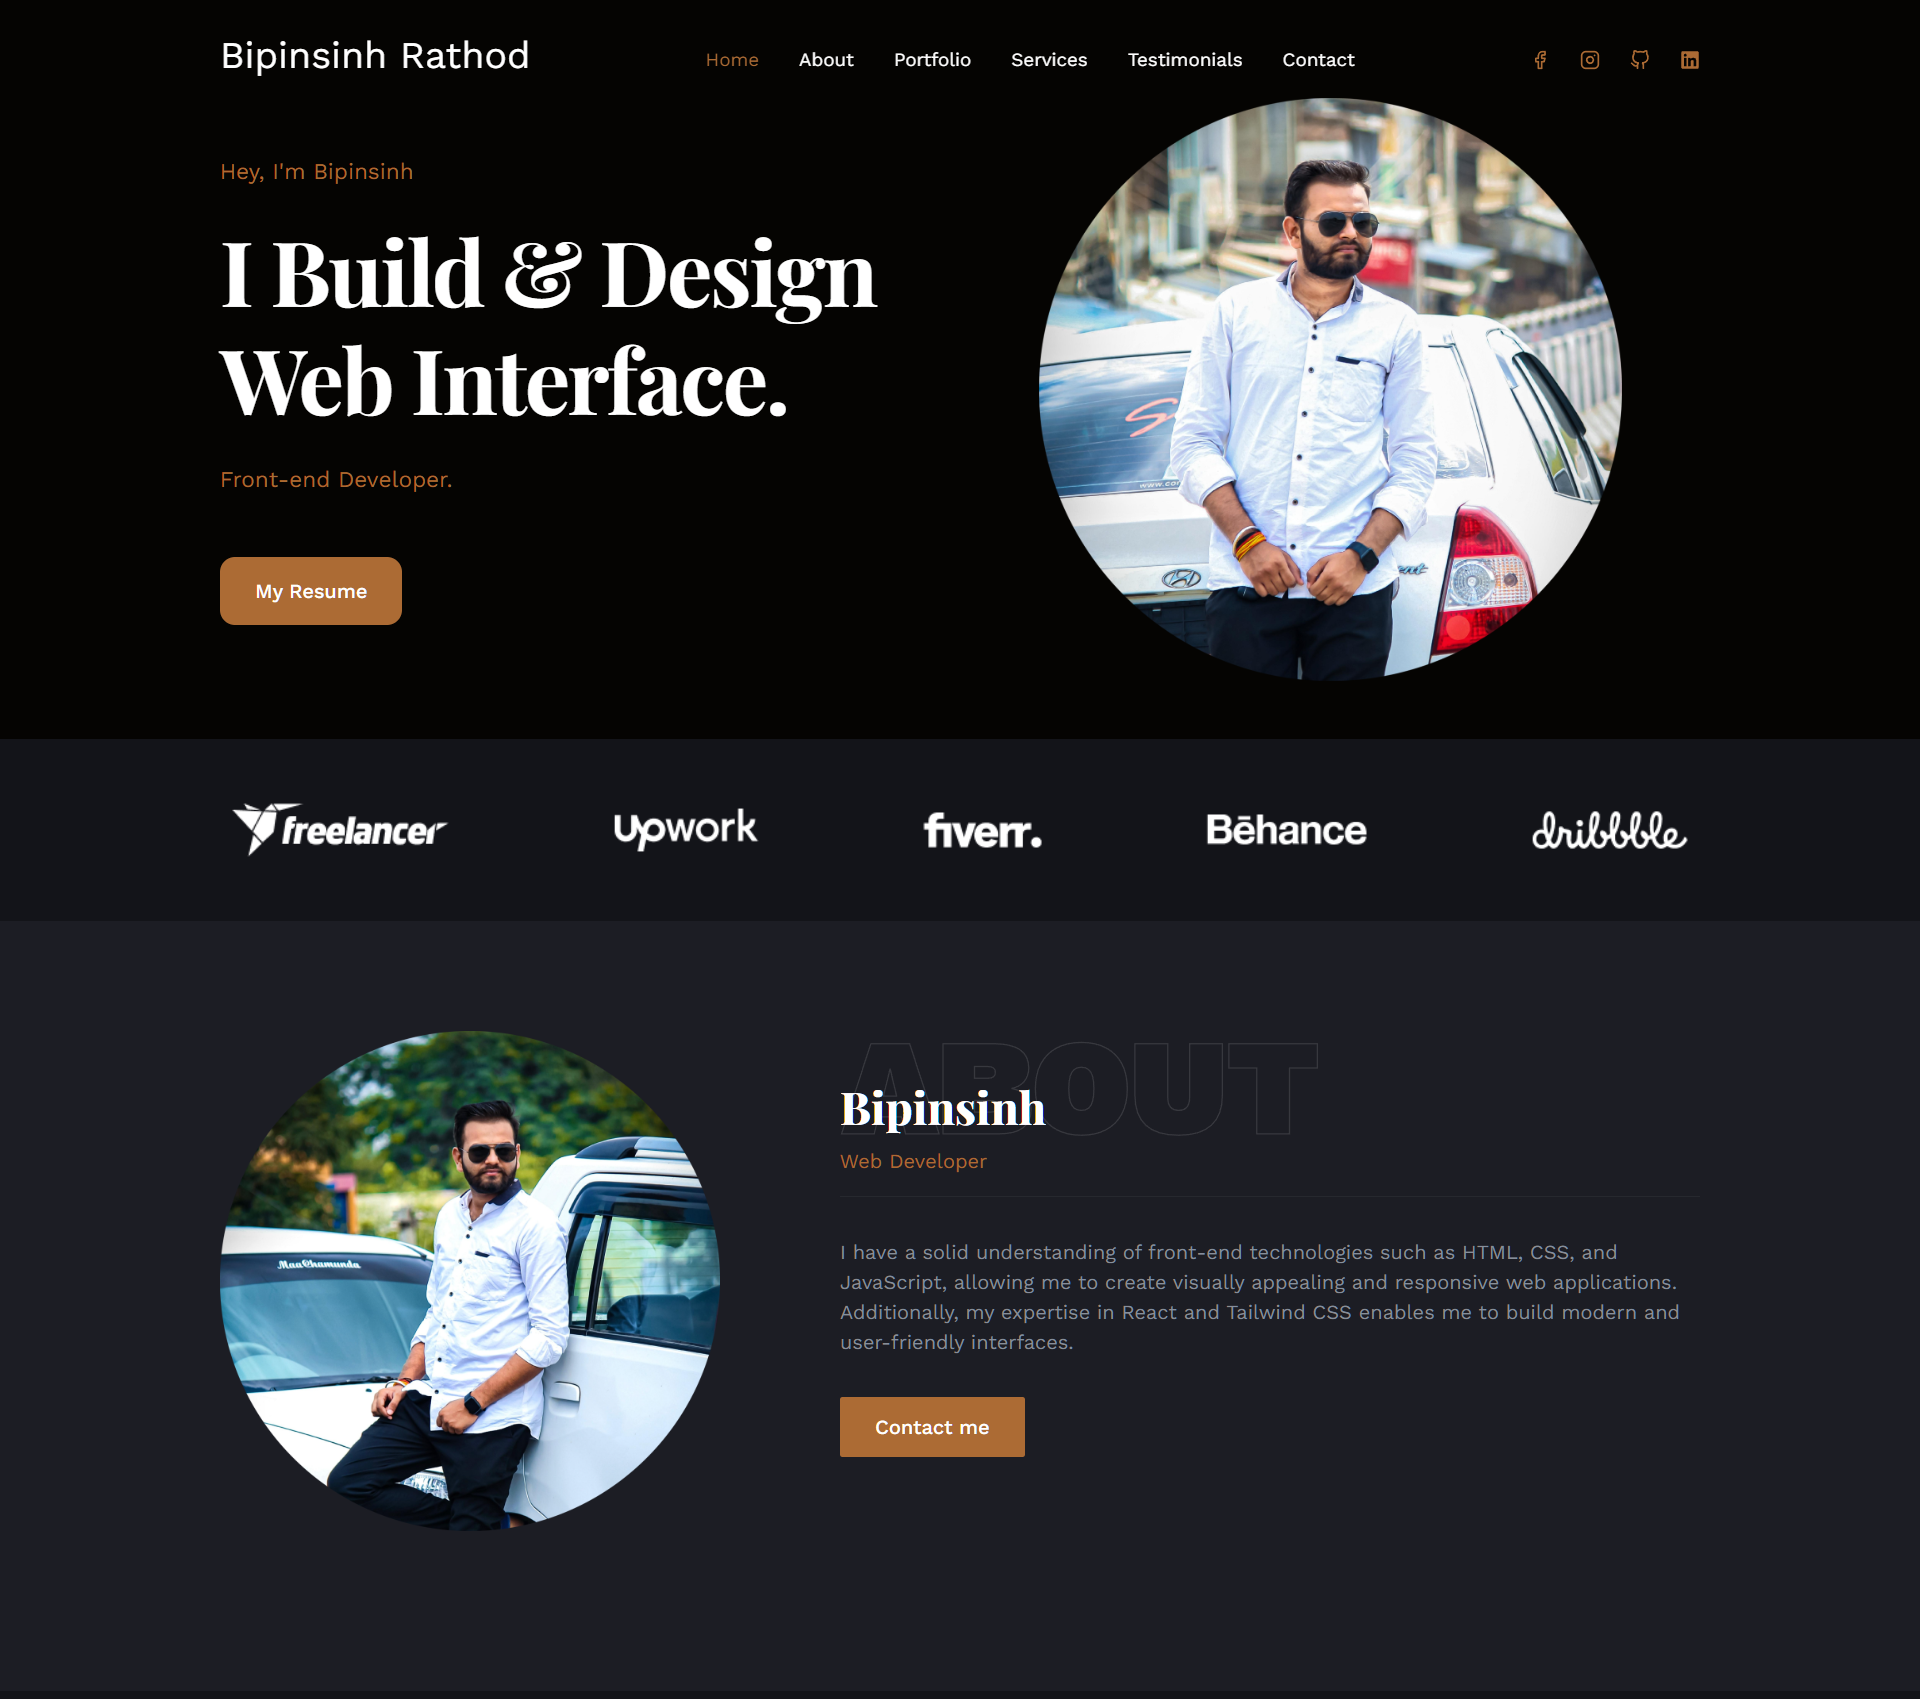 Bipinsinh Rathod
Home About Portfolio Services Testimonials Contact
Hey, I'm Bipinsinh
I Build & Design
Web Interface.
Front-end Developer.
My Resume
freelancer Upwork fiverr. Bēhance dribbble
ABOUT
Bipinsinh
Web Developer
MaaChamunda
I have a solid understanding of front-end technologies such as HTML, CSS, and
JavaScript, allowing me to create visually appealing and responsive web applications.
Additionally, my expertise in React and Tailwind CSS enables me to build modern and
user-friendly interfaces.
Contact me